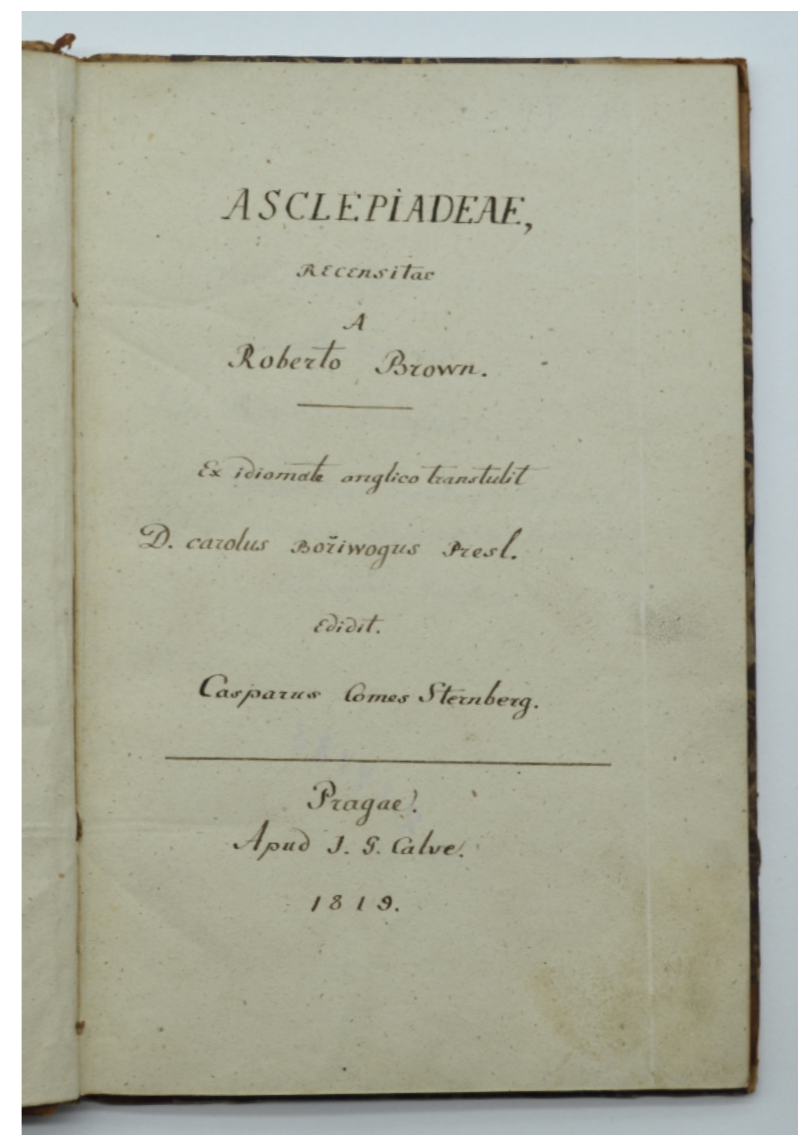 ASCLEPIADEAE,
RECENSITAE
A
Roberto Brown.
Ex idiomate anglico transtulit
D. carolus Bořiwogus Presl.
Edidit.
Casparus Comes Sternberg.
Pragae.
Apud J. G. Calve.
1819.